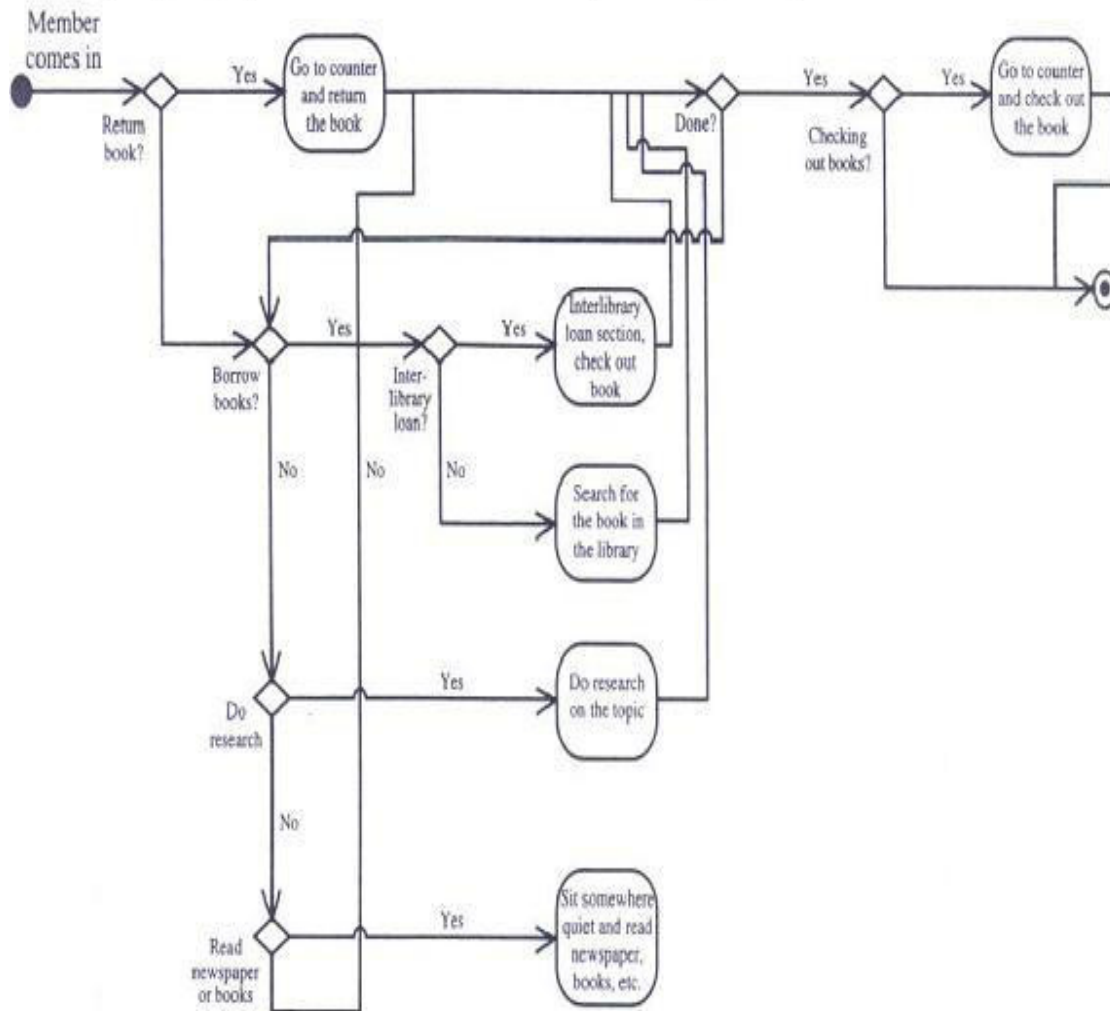 Member
comes in
Yes
Return
book?
Go to counter
and return
the book
Done?
Yes
Checking
out books?
Yes
Go to counter
and check out
the book
Borrow
books?
Yes
Inter-
library
loan?
Yes
Interlibrary
loan section,
check out
book
No
No
No
Search for
the book in
the library
Do
research
Yes
Do research
on the topic
No
Read
newspaper
or books
Yes
Sit somewhere
quiet and read
newspaper,
books, etc.